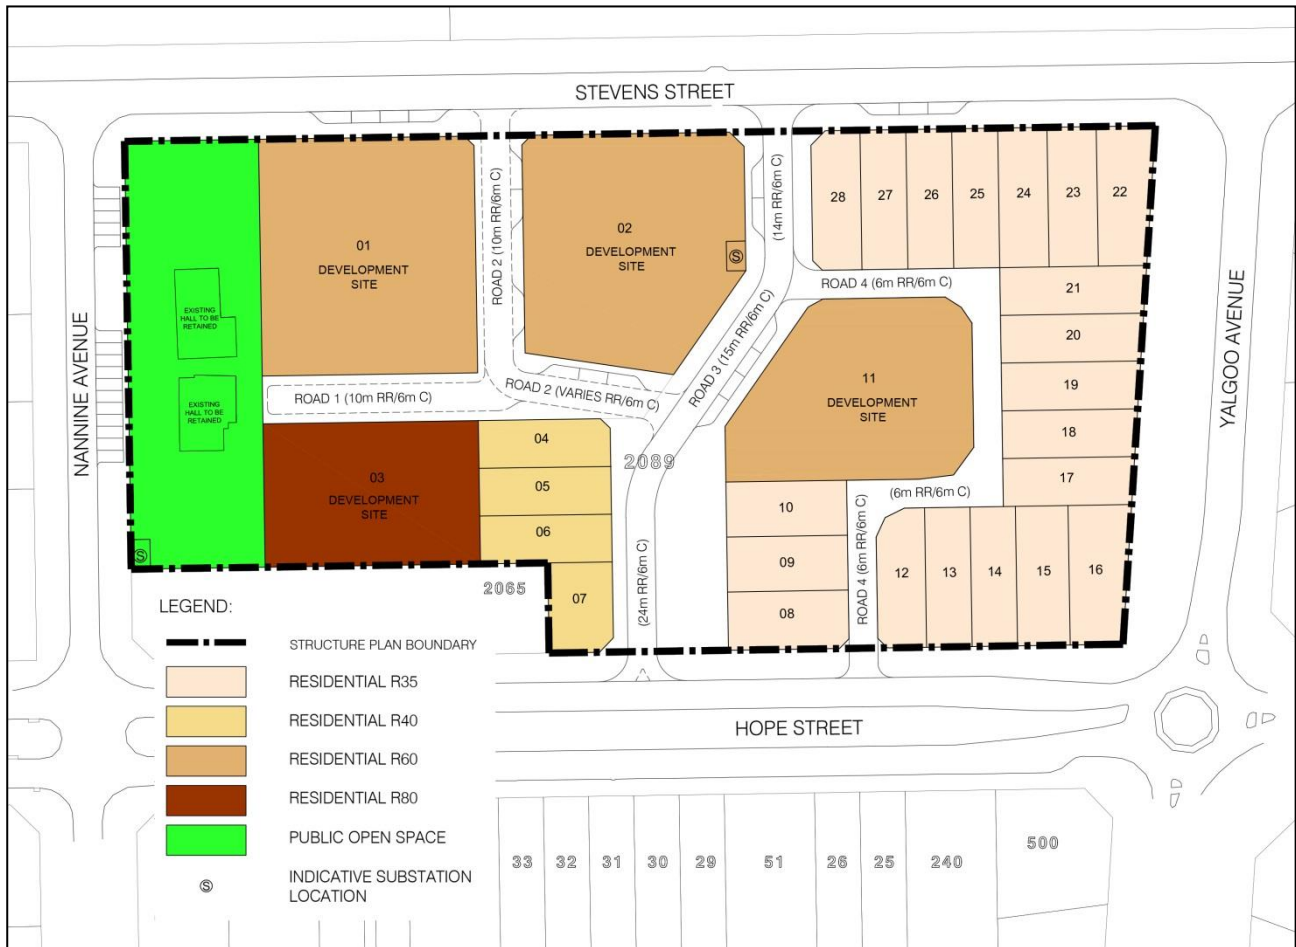 STEVENS STREET
NANNINE AVENUE
YALGOO AVENUE
HOPE STREET
01
DEVELOPMENT
SITE
02
DEVELOPMENT
SITE
Ⓢ
ROAD 2 (10m RR/6m C)
(14m RR/6m C)
28
27
26
25
24
23
22
ROAD 4 (6m RR/6m C)
21
20
19
18
17
EXISTING
HALL TO BE
RETAINED
EXISTING
HALL TO BE
RETAINED
ROAD 1 (10m RR/6m C)
ROAD 2 (VARIES RR/6m C)
ROAD 3 (15m RR/6m C)
11
DEVELOPMENT
SITE
03
DEVELOPMENT
SITE
04
05
06
07
2089
(24m RR/6m C)
10
09
08
ROAD 4 (6m RR/6m C)
(6m RR/6m C)
12
13
14
15
16
Ⓢ
2065
LEGEND:
STRUCTURE PLAN BOUNDARY
RESIDENTIAL R35
RESIDENTIAL R40
RESIDENTIAL R60
RESIDENTIAL R80
PUBLIC OPEN SPACE
Ⓢ INDICATIVE SUBSTATION
LOCATION
33
32
31
30
29
51
26
25
240
500